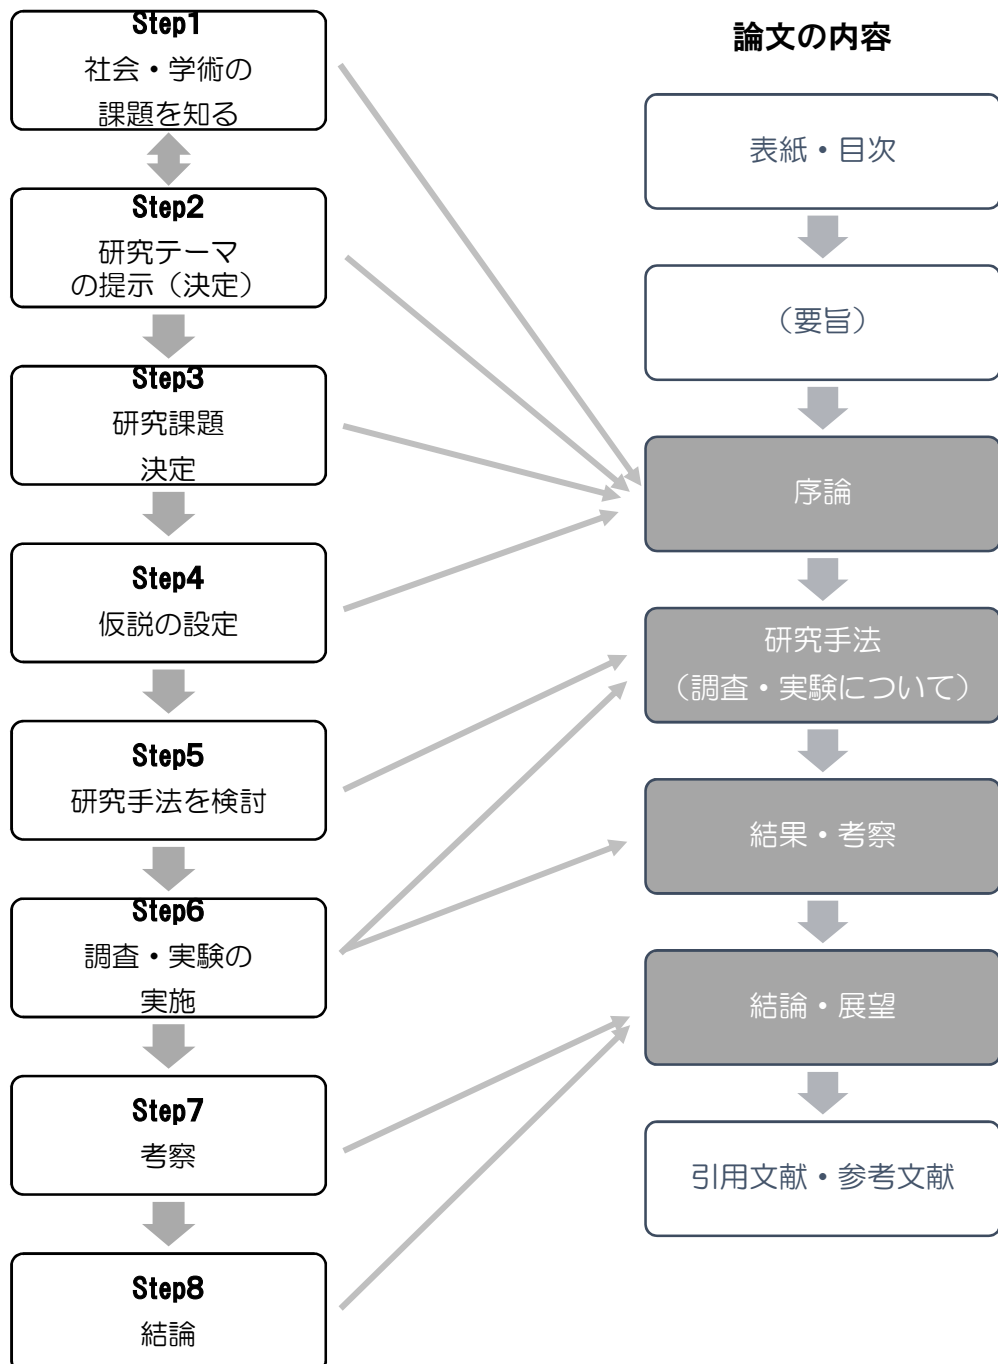 Step1
社会・学術の
課題を知る
Step2
研究テーマ
の提示（決定）
Step3
研究課題
決定
Step4
仮説の設定
Step5
研究手法を検討
Step6
調査・実験の
実施
Step7
考察
Step8
結論
論文の内容
表紙・目次
（要旨）
序論
研究手法
（調査・実験について）
結果・考察
結論・展望
引用文献・参考文献